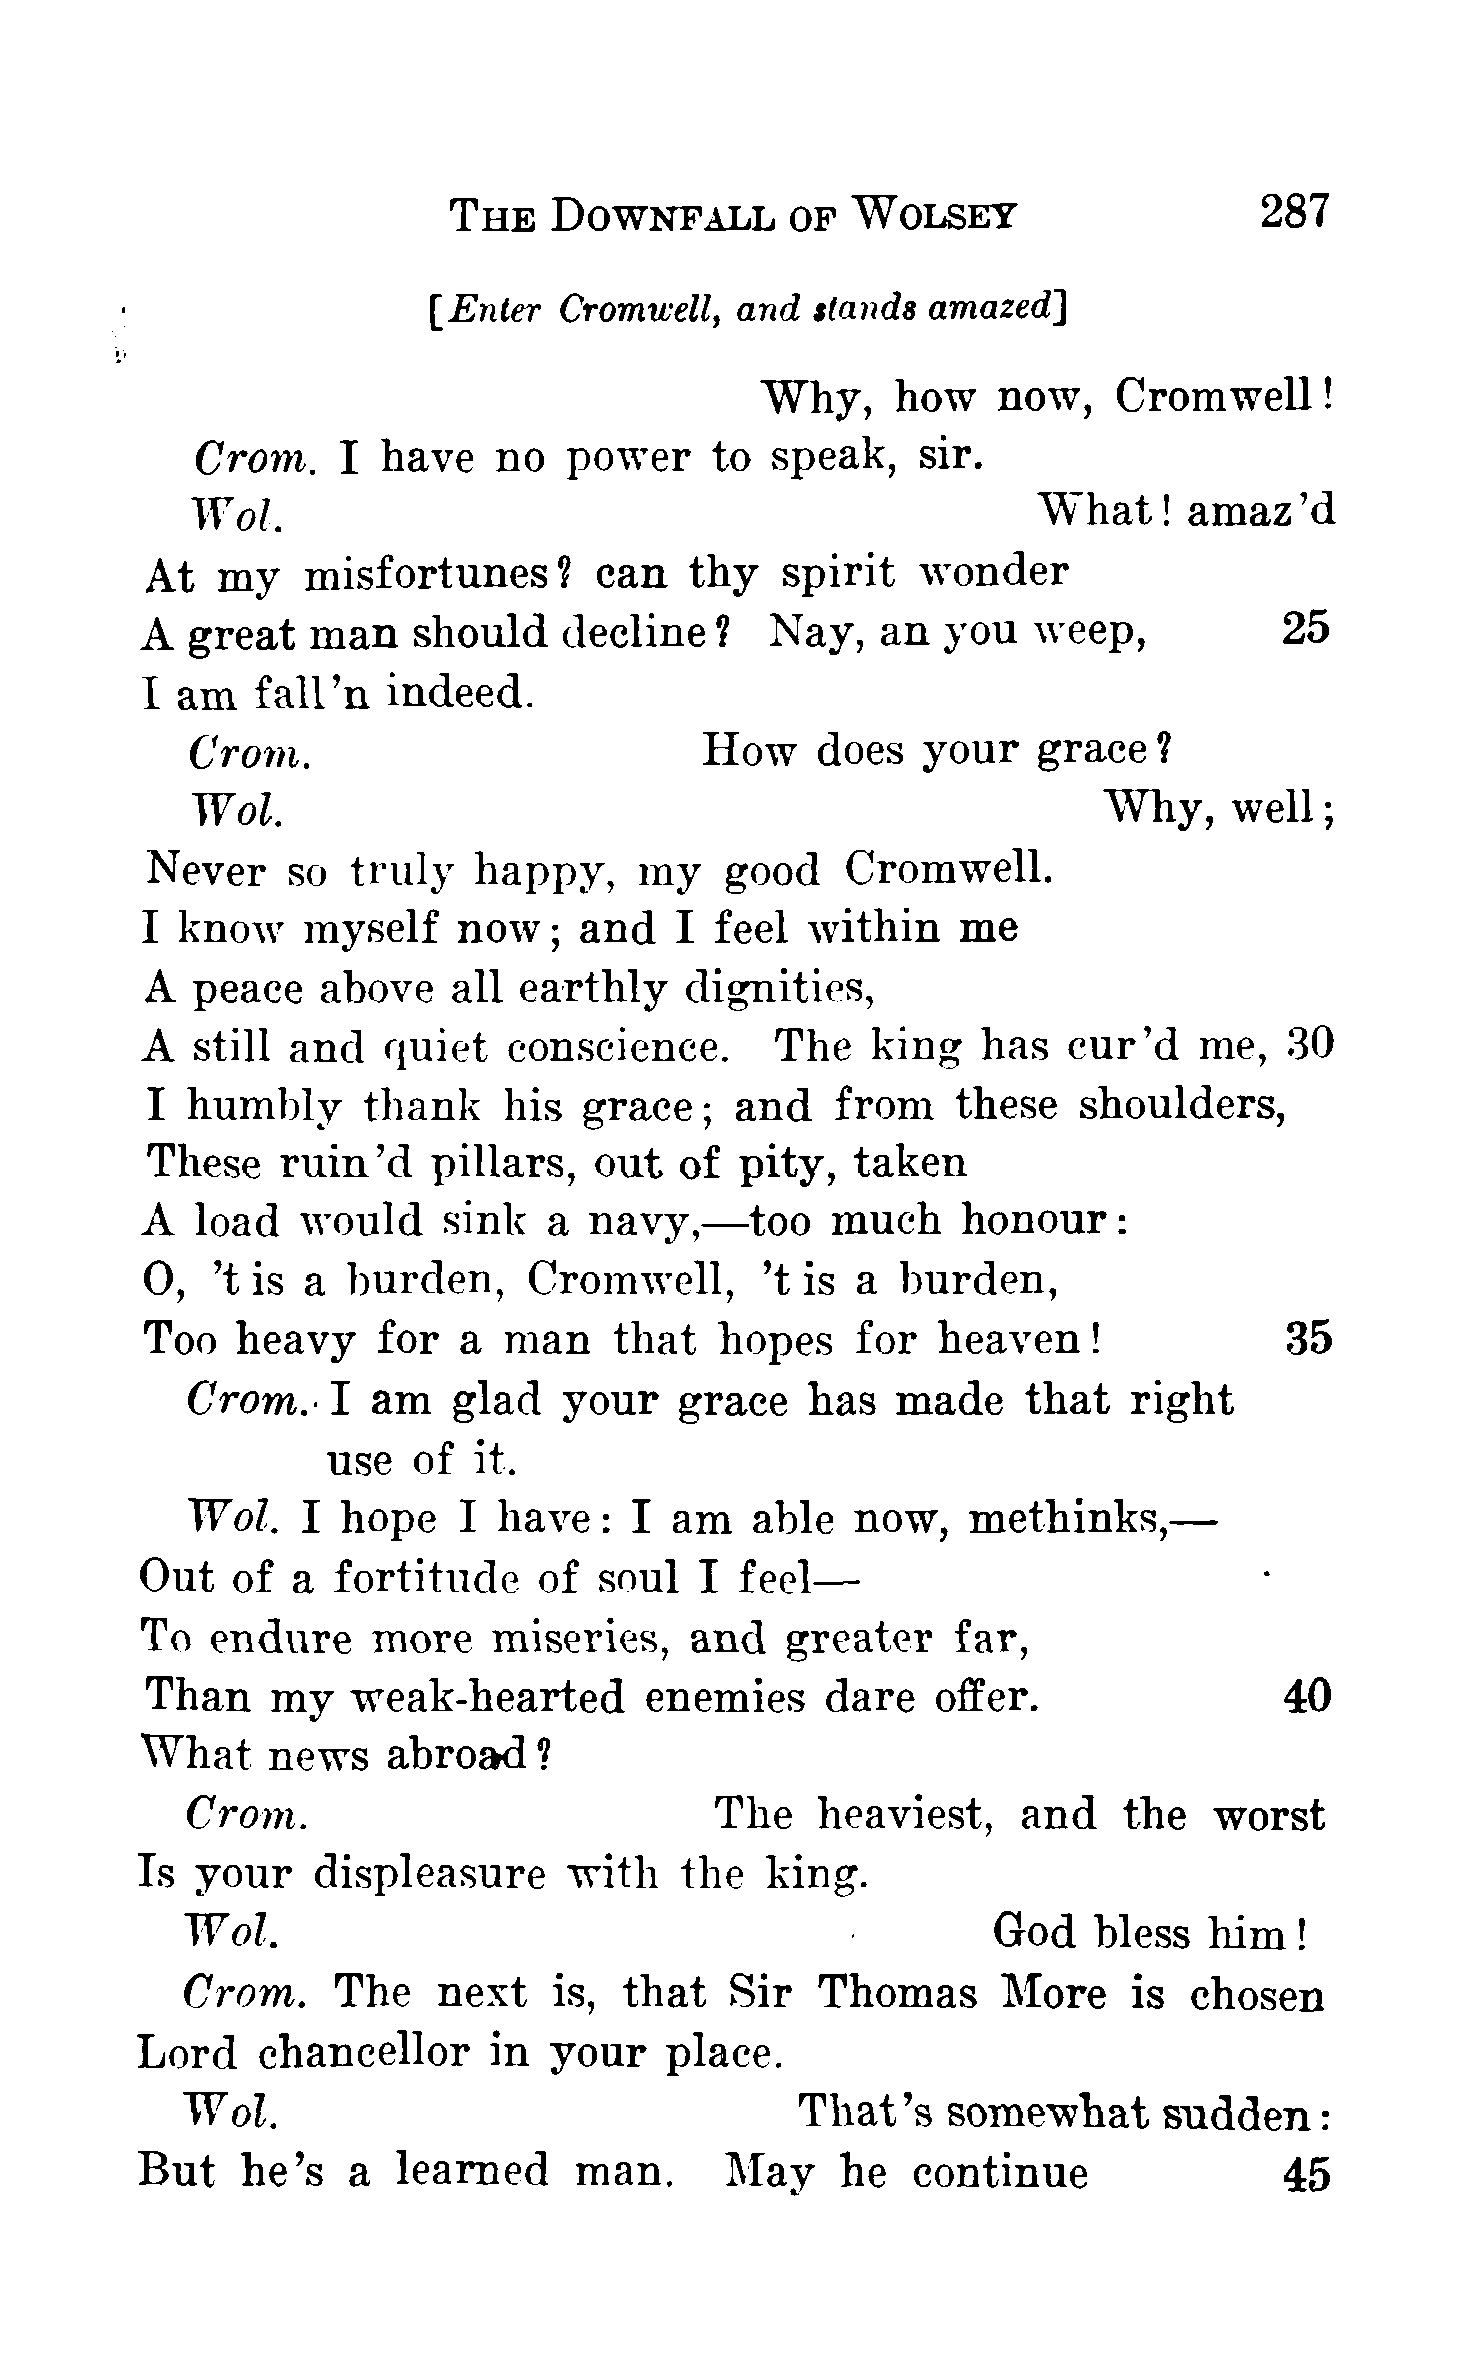 THE DOWNFALL OF WOLSEY 287
[Enter Cromwell, and stands amazed]
Why, how now, Cromwell!
Crom. I have no power to speak, sir.
Wol. What! amaz'd
At my misfortunes? can thy spirit wonder
A great man should decline? Nay, an you weep, 25
I am fall'n indeed.
Crom. How does your grace?
Wol. Why, well;
Never so truly happy, my good Cromwell.
I know myself now; and I feel within me
A peace above all earthly dignities,
A still and quiet conscience. The king has cur'd me, 30
I humbly thank his grace; and from these shoulders,
These ruin'd pillars, out of pity, taken
A load would sink a navy,—too much honour:
O, 't is a burden, Cromwell, 't is a burden,
Too heavy for a man that hopes for heaven! 35
Crom. I am glad your grace has made that right
use of it.
Wol. I hope I have: I am able now, methinks,—
Out of a fortitude of soul I feel—
To endure more miseries, and greater far,
Than my weak-hearted enemies dare offer. 40
What news abroad?
Crom. The heaviest, and the worst
Is your displeasure with the king.
Wol. God bless him!
Crom. The next is, that Sir Thomas More is chosen
Lord chancellor in your place.
Wol. That's somewhat sudden:
But he's a learned man. May he continue 45